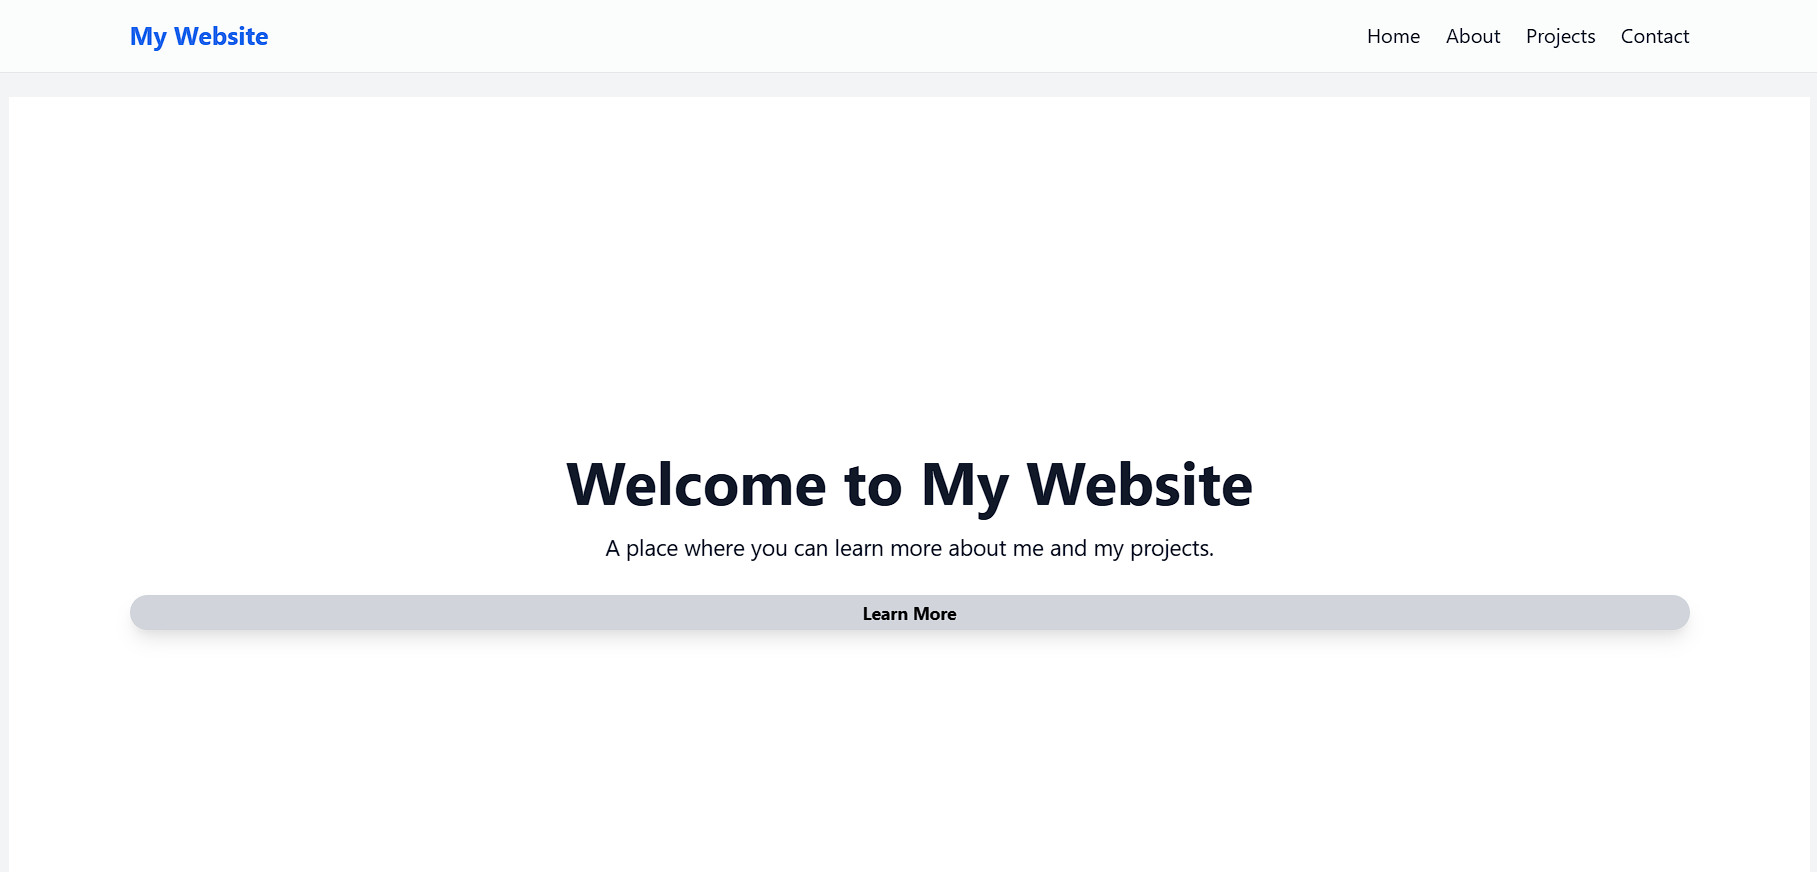 My Website
Home About Projects Contact
Welcome to My Website
A place where you can learn more about me and my projects.
Learn More